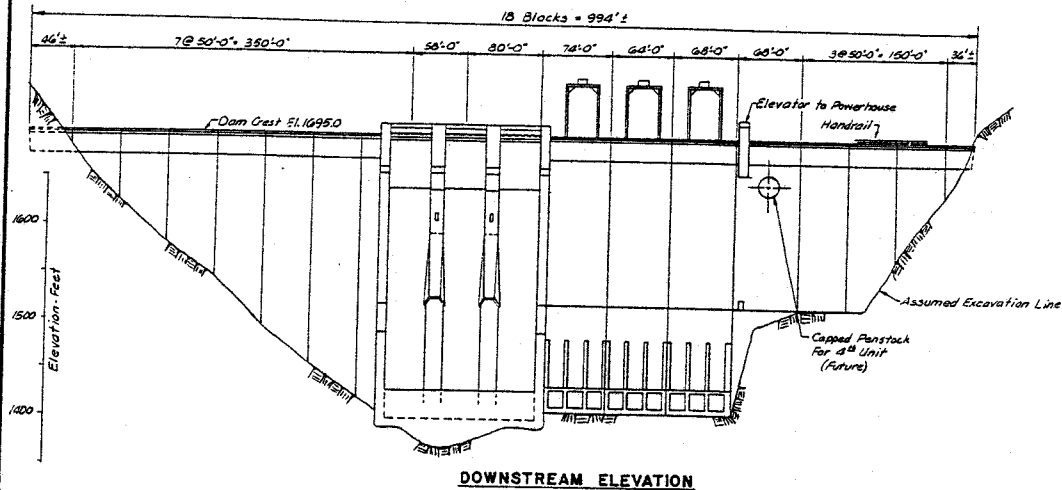 18 Blocks = 994'±
46'± 7@ 50'-0" = 350'-0" 58'-0" 80'-0" 74'-0" 64'-0" 68'-0" 68'-0" 3@50'-0" = 150'-0" 36'±
Elevator to Powerhouse
Handrail
Dam Crest El. 1695.0
1600
1500
1400
Elevation-Feet
Assumed Excavation Line
Capped Penstock
For 4th Unit
(Future)
DOWNSTREAM ELEVATION